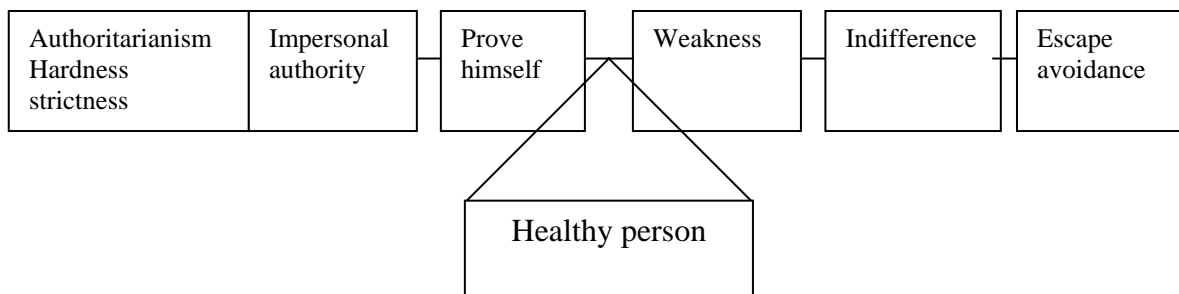 Authoritarianism
Hardness
strictness
Impersonal
authority
Prove
himself
Weakness
Indifference
Escape
avoidance
Healthy person